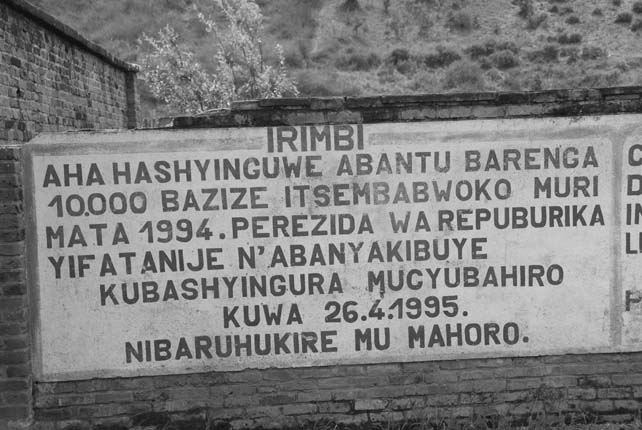 IRIMBI
AHA HASHYINGUWE ABANTU BARENGA
10.000 BAZIZE ITSEMBABWOKO MURI
MATA 1994. PEREZIDA WA REPUBURIKA
YIFATANIJE N'ABANYAKIBUYE
KUBASHYINGURA MUCYUBAHIRO
KUWA 26.4.1995.
NIBARUHUKIRE MU MAHORO.